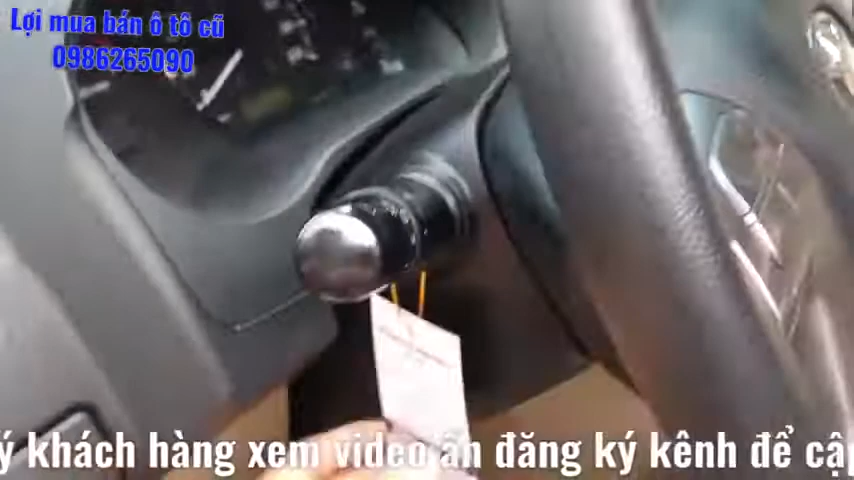 Lợi mua bán ô tô cũ
0986265090
ý khách hàng xem video ấn đăng ký kênh để cập